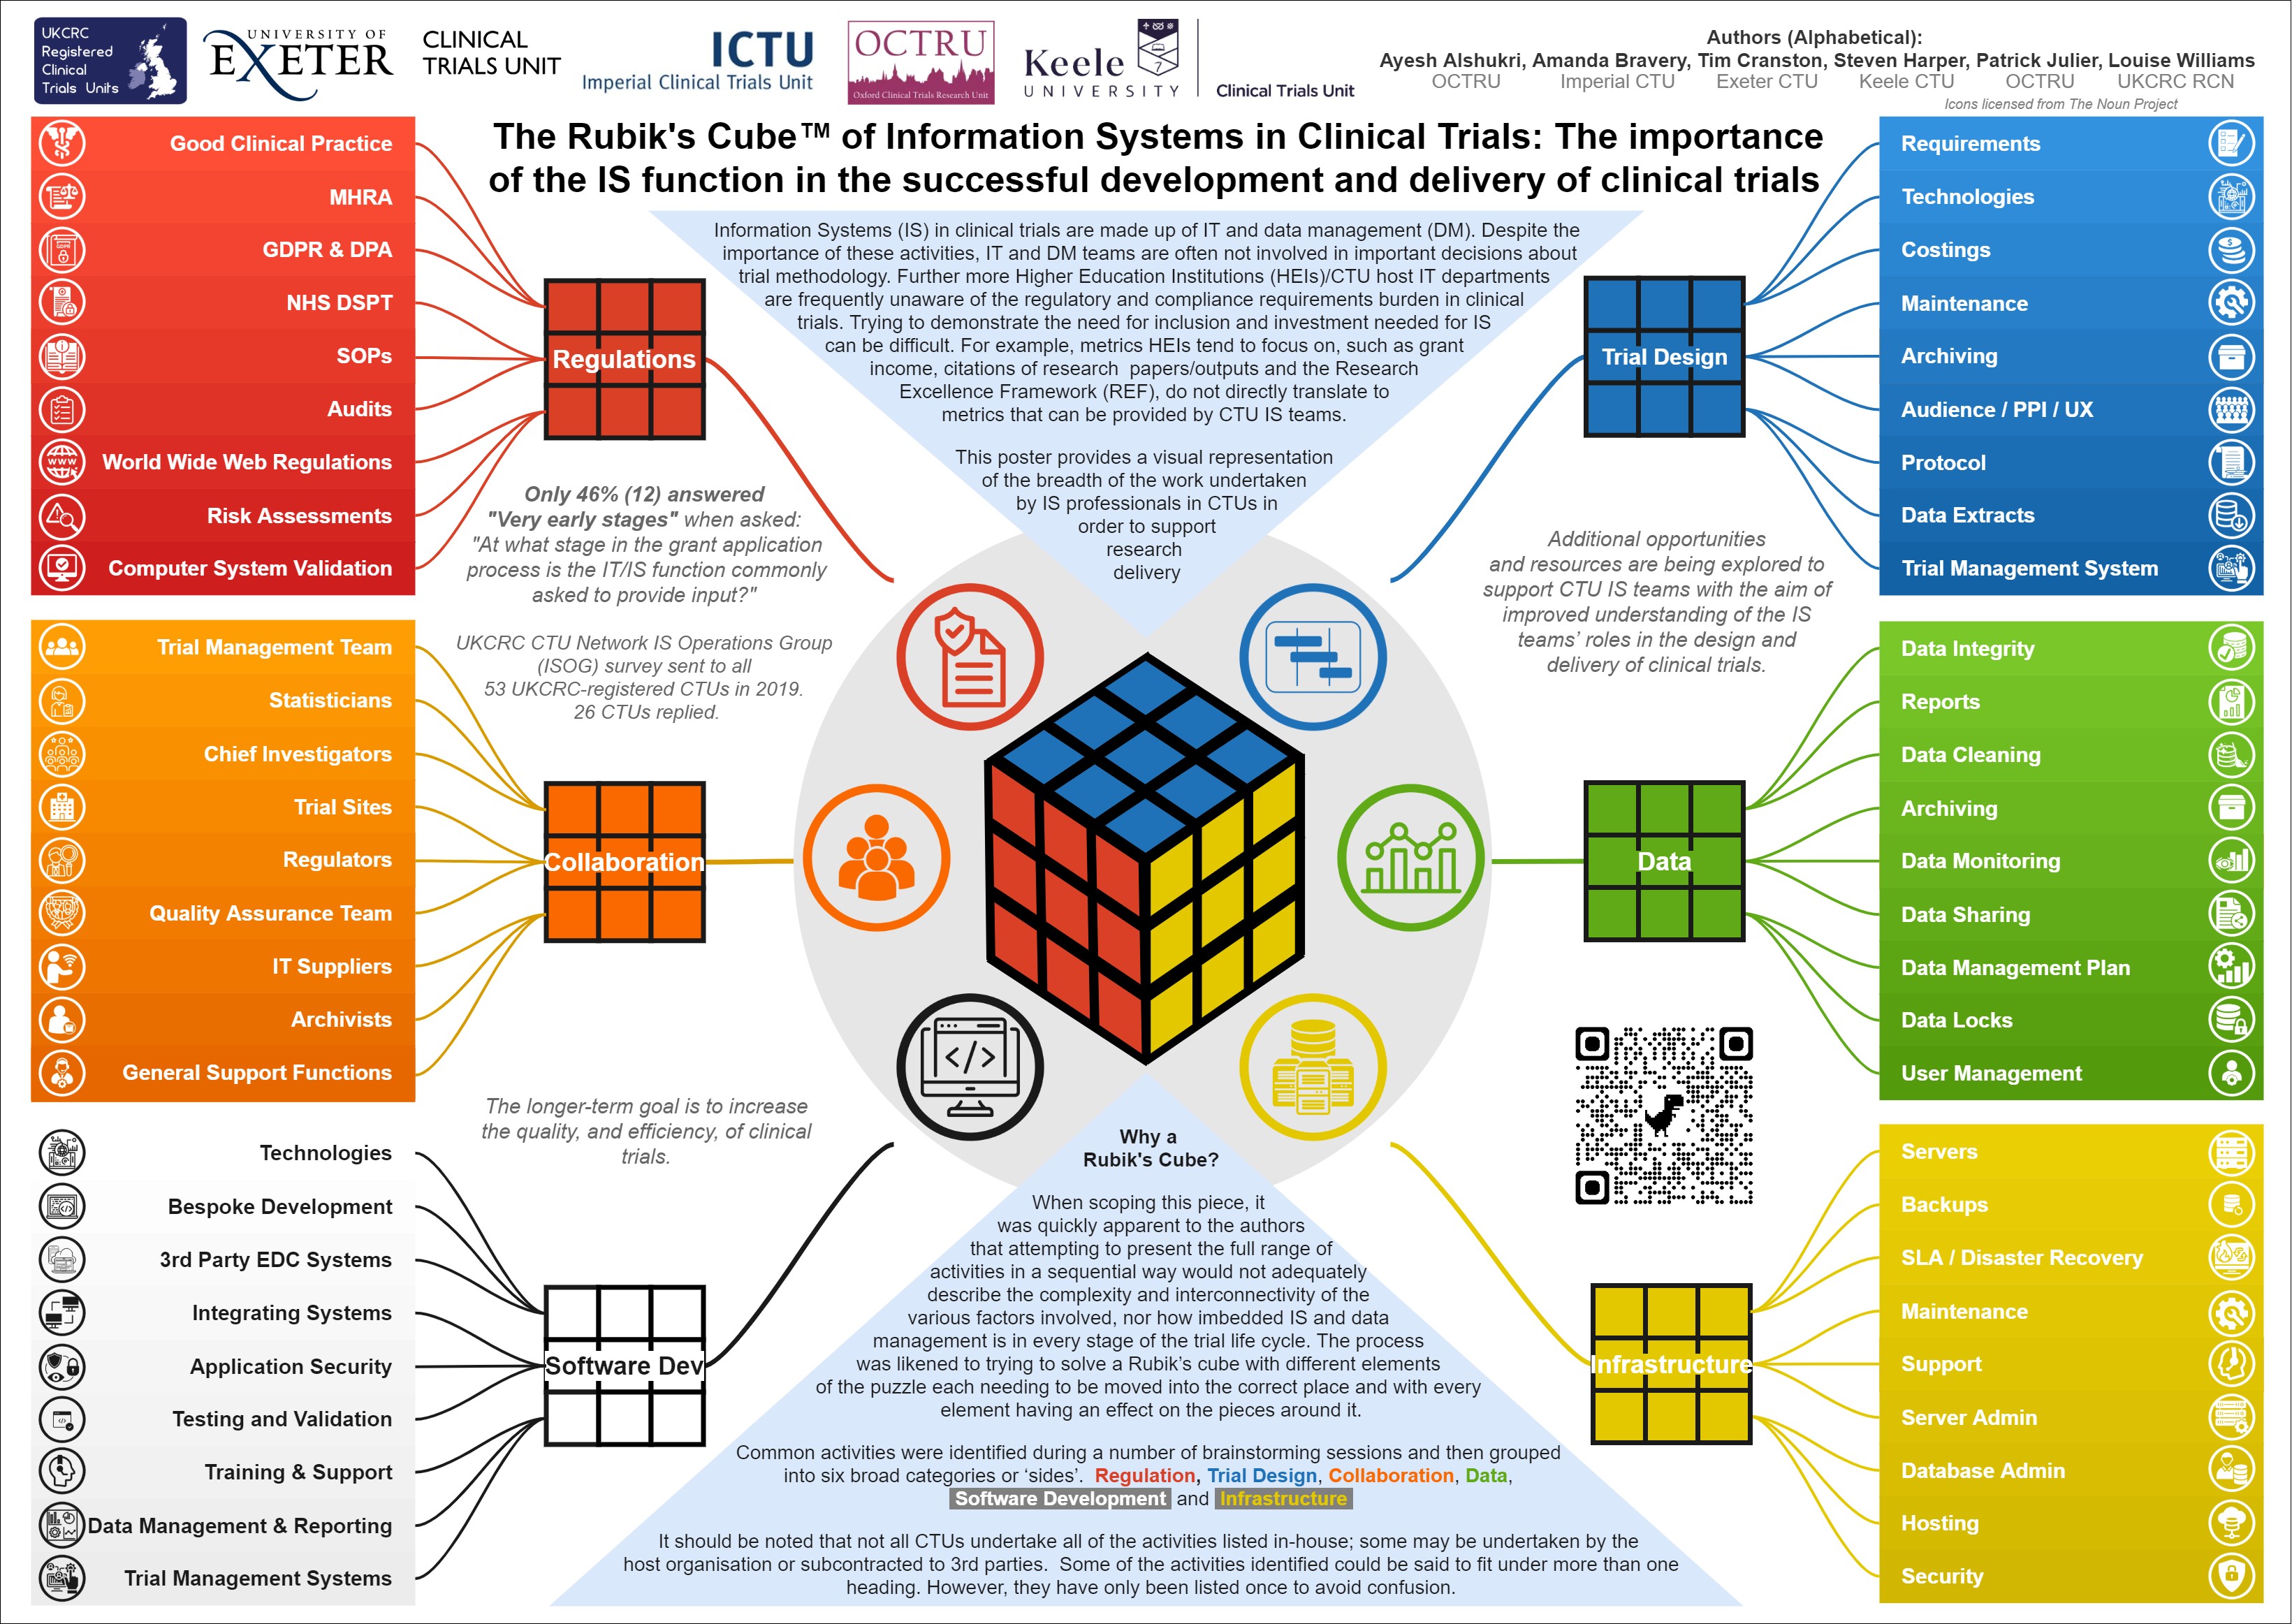 UKCRC
Registered
Clinical
Trials Units
UNIVERSITY OF
EXETER
CLINICAL
TRIALS UNIT
ICTU
Imperial Clinical Trials Unit
OCTRU
Oxford Clinical Trials Research Unit
Keele
UNIVERSITY
Clinical Trials Unit
Authors (Alphabetical):
Ayesh Alshukri, Amanda Bravery, Tim Cranston, Steven Harper, Patrick Julier, Louise Williams
OCTRU Imperial CTU Exeter CTU Keele CTU OCTRU UKCRC RCN
Icons licensed from The Noun Project
The Rubik's Cube™ of Information Systems in Clinical Trials: The importance
of the IS function in the successful development and delivery of clinical trials
Good Clinical Practice
MHRA
GDPR & DPA
NHS DSPT
SOPs
Audits
World Wide Web Regulations
Risk Assessments
Computer System Validation
Regulations
Information Systems (IS) in clinical trials are made up of IT and data management (DM). Despite the
importance of these activities, IT and DM teams are often not involved in important decisions about
trial methodology. Further more Higher Education Institutions (HEIs)/CTU host IT departments
are frequently unaware of the regulatory and compliance requirements burden in clinical
trials. Trying to demonstrate the need for inclusion and investment needed for IS
can be difficult. For example, metrics HEIs tend to focus on, such as grant
income, citations of research papers/outputs and the Research
Excellence Framework (REF), do not directly translate to
metrics that can be provided by CTU IS teams.
This poster provides a visual representation
of the breadth of the work undertaken
by IS professionals in CTUs in
order to support
research
delivery
Trial Design
Requirements
Technologies
Costings
Maintenance
Archiving
Audience / PPI / UX
Protocol
Data Extracts
Trial Management System
Only 46% (12) answered
"Very early stages" when asked:
"At what stage in the grant application
process is the IT/IS function commonly
asked to provide input?"
UKCRC CTU Network IS Operations Group
(ISOG) survey sent to all
53 UKCRC-registered CTUs in 2019.
26 CTUs replied.
Additional opportunities
and resources are being explored to
support CTU IS teams with the aim of
improved understanding of the IS
teams’ roles in the design and
delivery of clinical trials.
Trial Management Team
Statisticians
Chief Investigators
Trial Sites
Regulators
Quality Assurance Team
IT Suppliers
Archivists
General Support Functions
Collaboration
Data
Data Integrity
Reports
Data Cleaning
Archiving
Data Monitoring
Data Sharing
Data Management Plan
Data Locks
User Management
The longer-term goal is to increase
the quality, and efficiency, of clinical
trials.
Technologies
Bespoke Development
3rd Party EDC Systems
Integrating Systems
Application Security
Testing and Validation
Training & Support
Data Management & Reporting
Trial Management Systems
Software Dev
Why a
Rubik's Cube?
When scoping this piece, it
was quickly apparent to the authors
that attempting to present the full range of
activities in a sequential way would not adequately
describe the complexity and interconnectivity of the
various factors involved, nor how imbedded IS and data
management is in every stage of the trial life cycle. The process
was likened to trying to solve a Rubik’s cube with different elements
of the puzzle each needing to be moved into the correct place and with every
element having an effect on the pieces around it.
Common activities were identified during a number of brainstorming sessions and then grouped
into six broad categories or ‘sides’. Regulation, Trial Design, Collaboration, Data,
Software Development and Infrastructure
It should be noted that not all CTUs undertake all of the activities listed in-house; some may be undertaken by the
host organisation or subcontracted to 3rd parties. Some of the activities identified could be said to fit under more than one
heading. However, they have only been listed once to avoid confusion.
Infrastructure
Servers
Backups
SLA / Disaster Recovery
Maintenance
Support
Server Admin
Database Admin
Hosting
Security